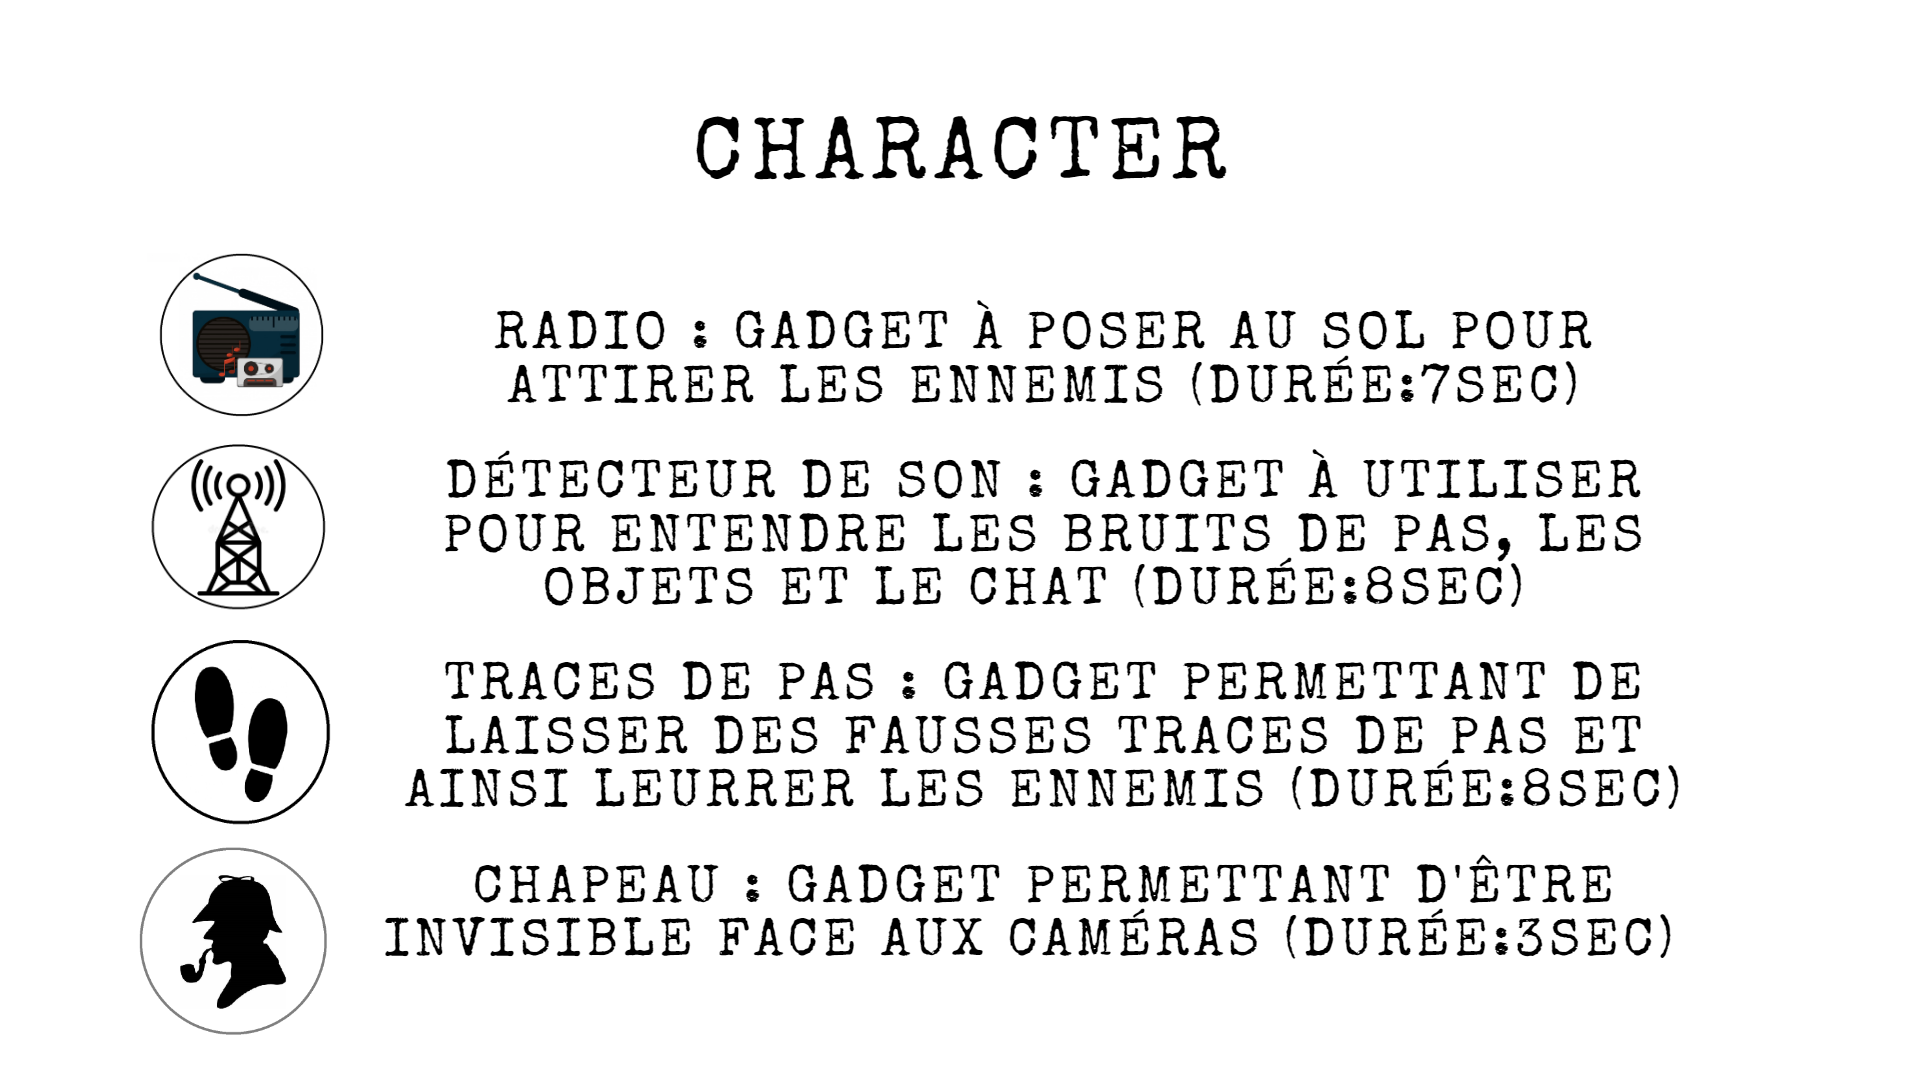 CHARACTER
RADIO : GADGET À POSER AU SOL POUR
ATTIRER LES ENNEMIS (DURÉE:7SEC)
DÉTECTEUR DE SON : GADGET À UTILISER
POUR ENTENDRE LES BRUITS DE PAS, LES
OBJETS ET LE CHAT (DURÉE:8SEC)
TRACES DE PAS : GADGET PERMETTANT DE
LAISSER DES FAUSSES TRACES DE PAS ET
AINSI LEURRER LES ENNEMIS (DURÉE:8SEC)
CHAPEAU : GADGET PERMETTANT D'ÊTRE
INVISIBLE FACE AUX CAMÉRAS (DURÉE:3SEC)